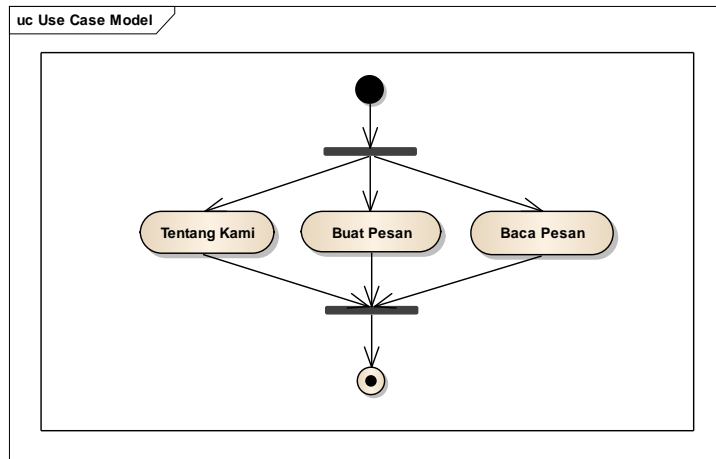 uc Use Case Model
Tentang Kami
Buat Pesan
Baca Pesan